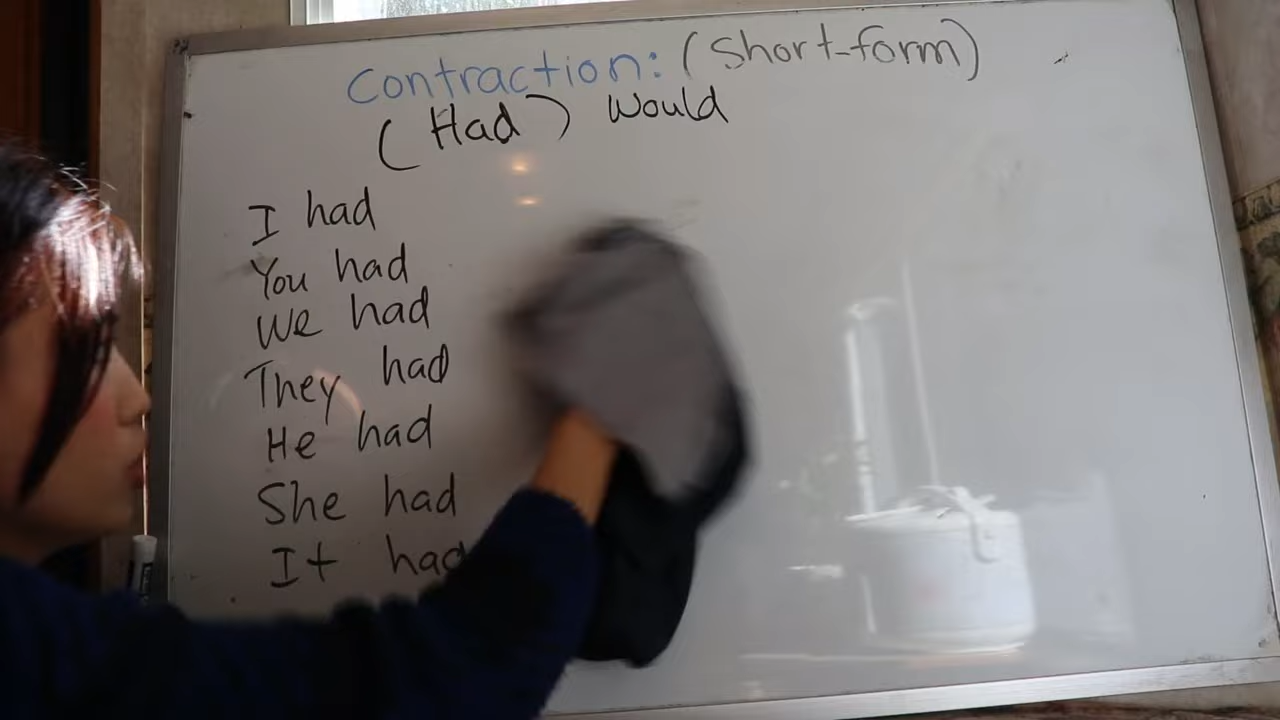 Contraction: (Short-form)
(Had) Would
I had
You had
We had
They had
He had
She had
It had